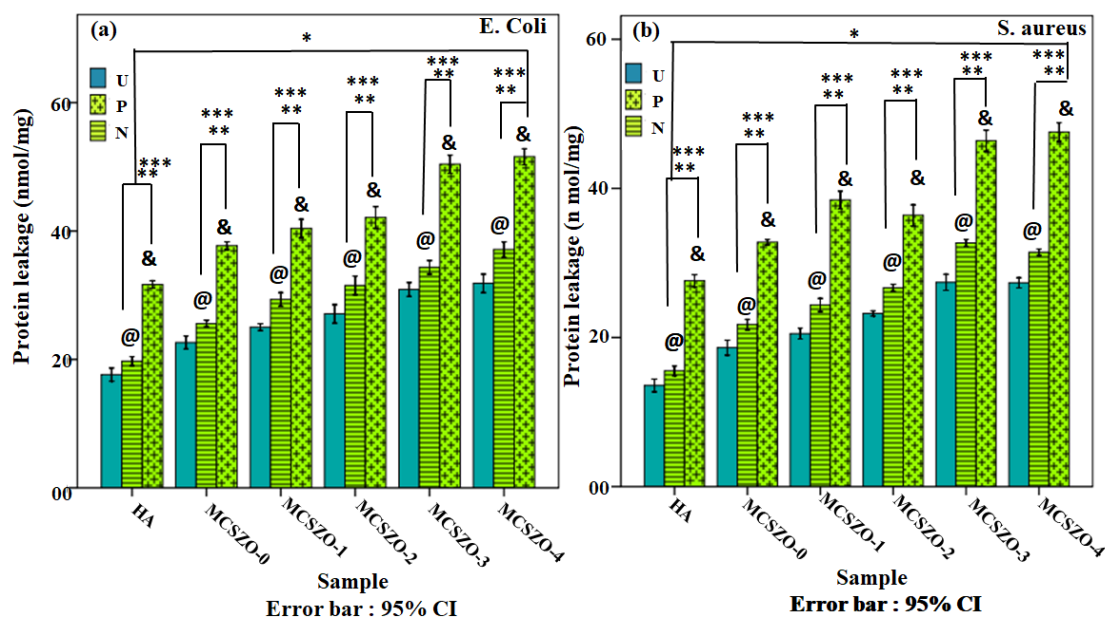 (a)
E. Coli
*
U
P
N
***
**
***
**
***
**
***
**
***
**
***
**
& & & & & &
@ @ @ @ @ @
60
40
20
00
Protein leakage (nmol/mg)
HA
MCSZO-0
MCSZO-1
MCSZO-2
MCSZO-3
MCSZO-4
Sample
Error bar : 95% CI
(b)
S. aureus
*
U
P
N
***
**
***
**
***
**
***
**
***
**
***
**
& & & & & &
@ @ @ @ @ @
60
40
20
00
Protein leakage (n mol/mg)
HA
MCSZO-0
MCSZO-1
MCSZO-2
MCSZO-3
MCSZO-4
Sample
Error bar : 95% CI